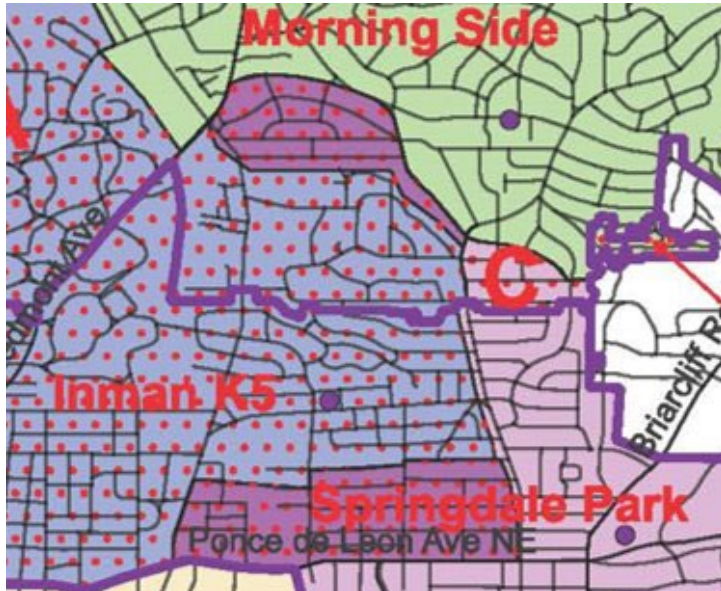 Morning Side
A
C
Inman K5
Springdale Park
Ponce de Leon Ave NE